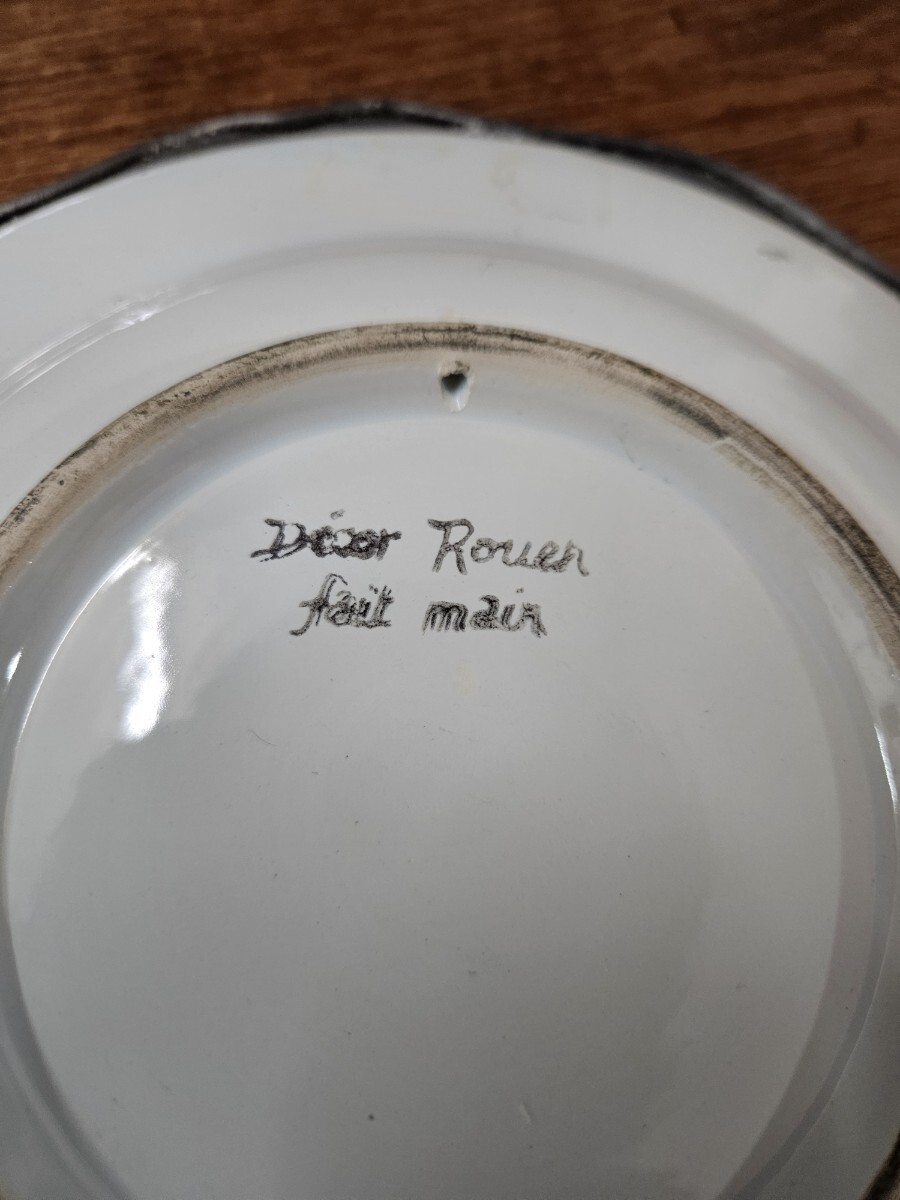 Décor Rouen
fait main